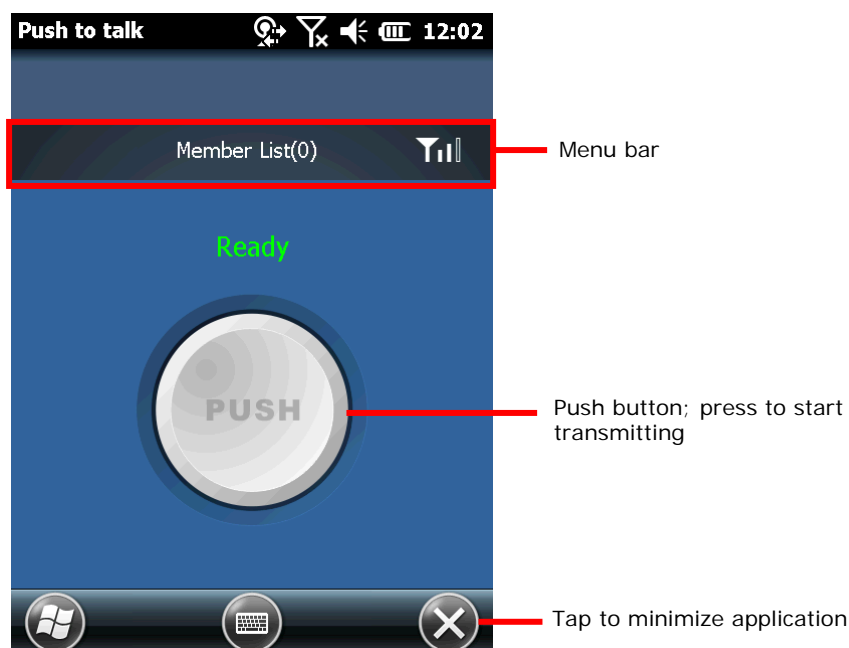 Push to talk 12:02
Member List(0)
Menu bar
Ready
PUSH
Push button; press to start
transmitting
Tap to minimize application